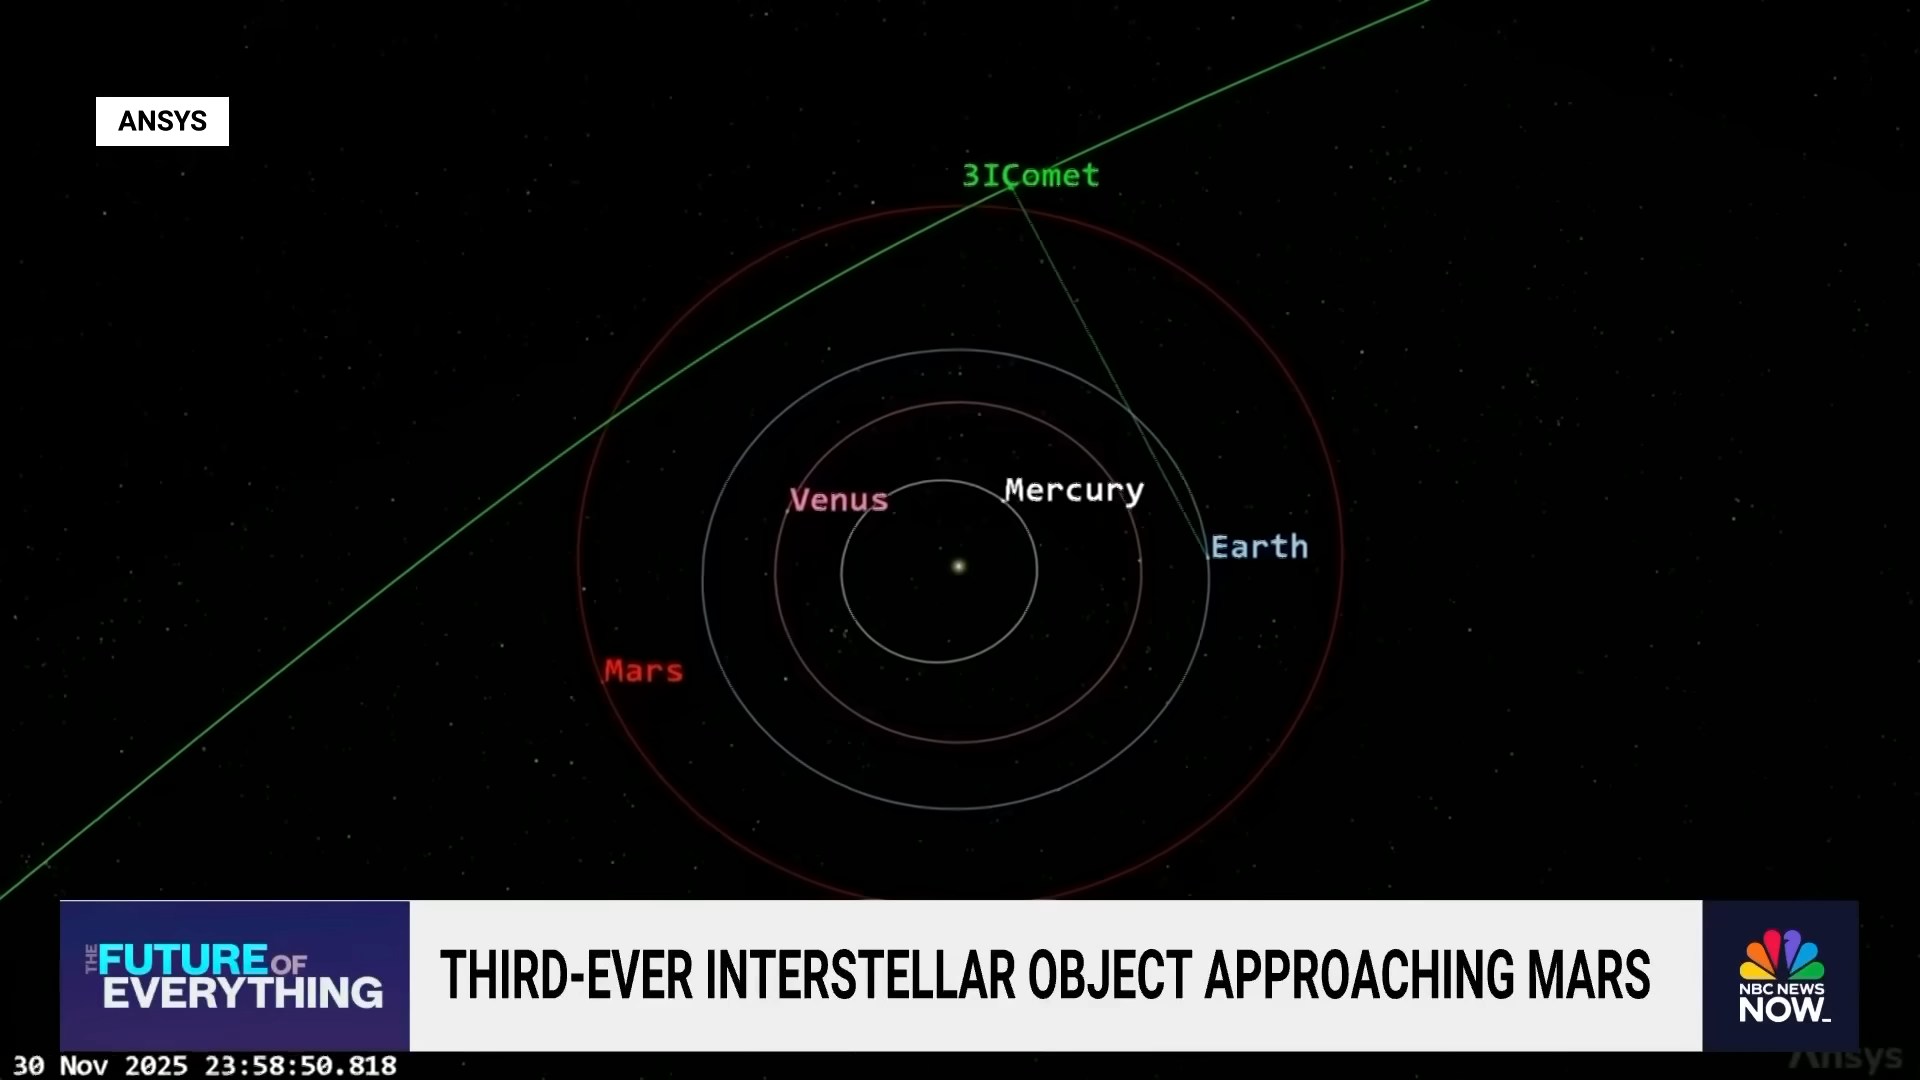 ANSYS
3IComet
Mercury
Venus
Earth
Mars
THE
FUTURE OF
EVERYTHING
THIRD-EVER INTERSTELLAR OBJECT APPROACHING MARS
NBC NEWS
NOW_
30 Nov 2025 23:58:50.818
Ansys